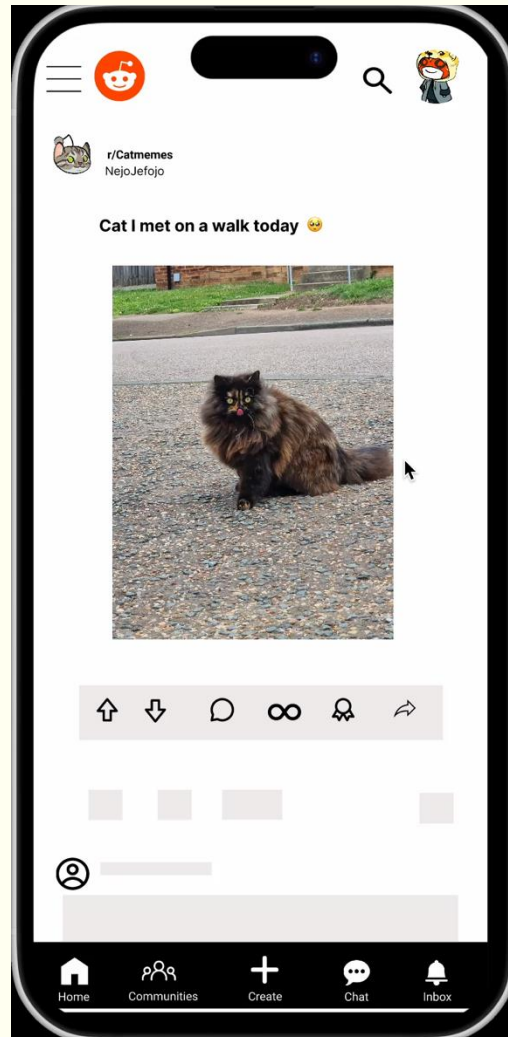 r/Catmemes
NejoJefojo
Cat I met on a walk today 🥺
Home Communities Create Chat Inbox